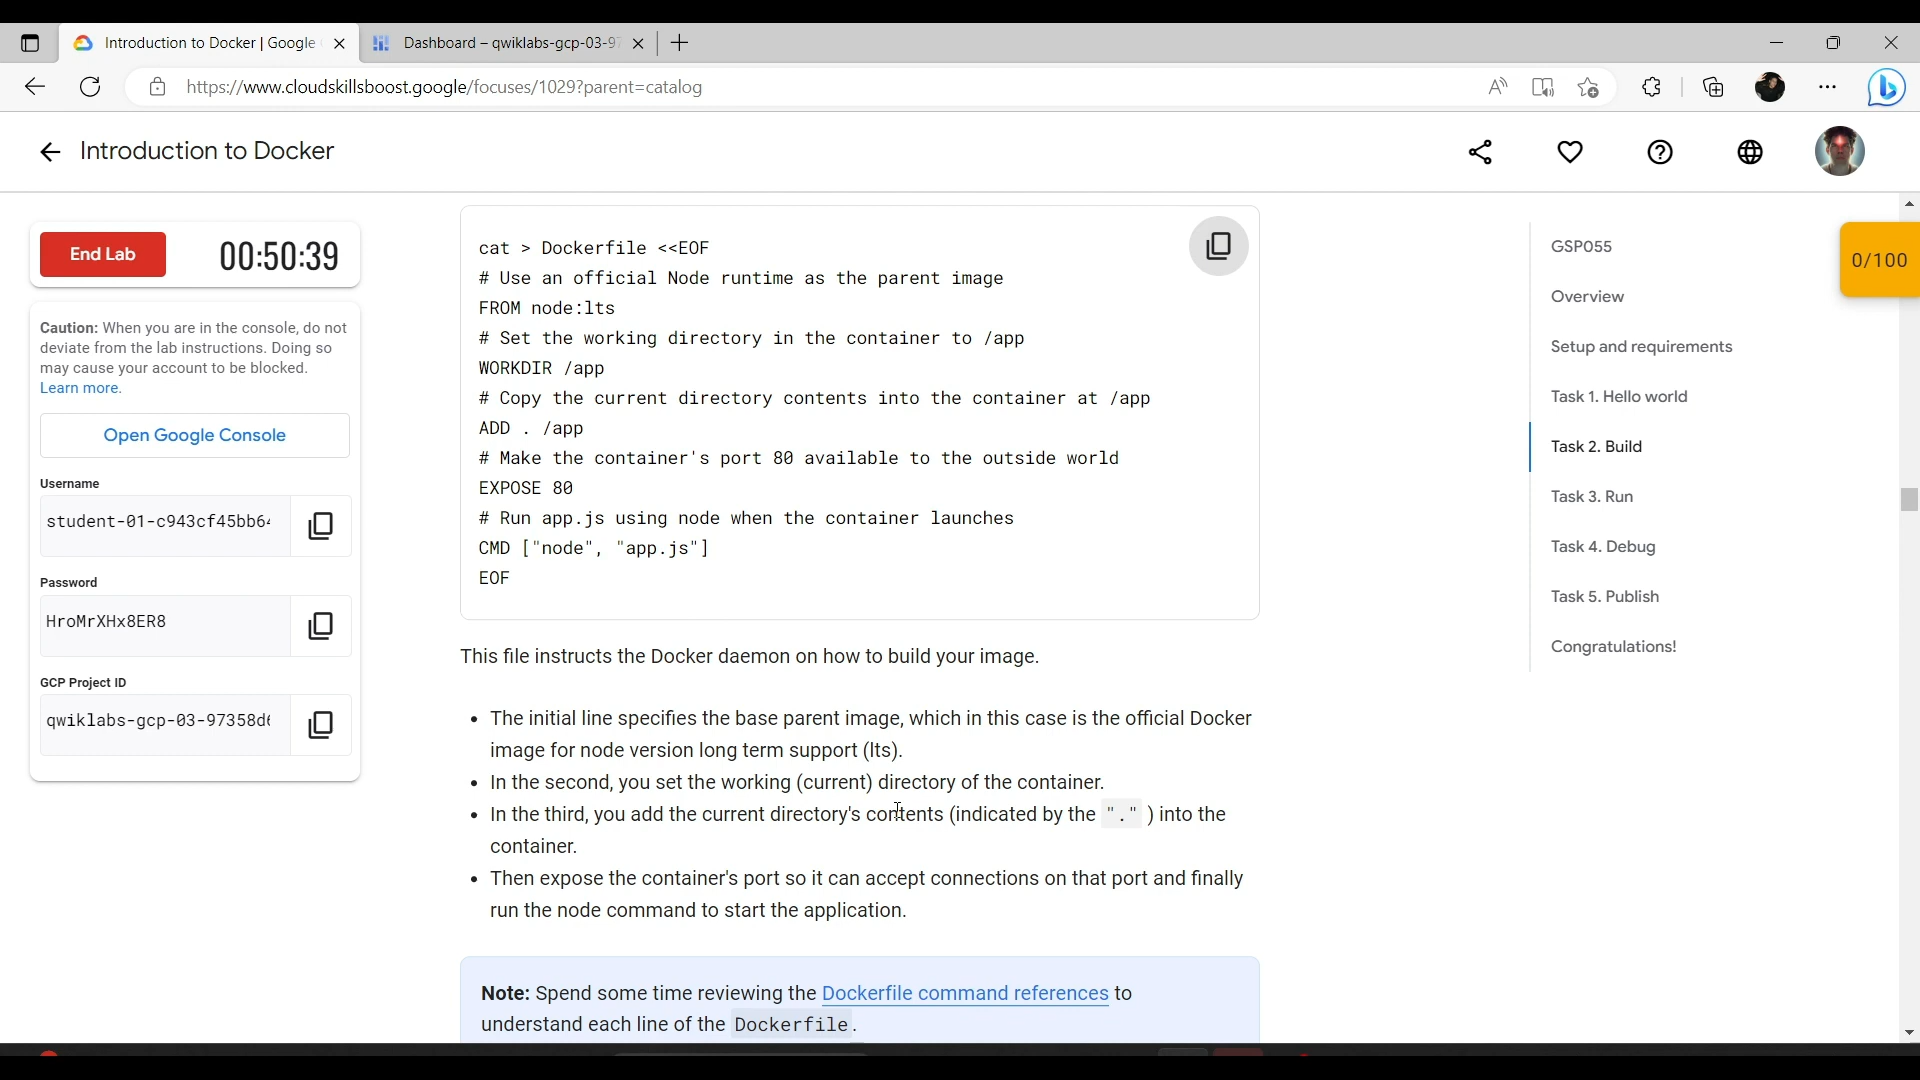 Introduction to Docker | Google
Dashboard – qwiklabs-gcp-03-97
https://www.cloudskillsboost.google/focuses/1029?parent=catalog
Introduction to Docker
End Lab
00:50:39
Caution: When you are in the console, do not
deviate from the lab instructions. Doing so
may cause your account to be blocked.
Learn more.
Open Google Console
Username
student-01-c943cf45bb64
Password
HroMrXHx8ER8
GCP Project ID
qwiklabs-gcp-03-97358d6
cat > Dockerfile <<EOF
# Use an official Node runtime as the parent image
FROM node:lts
# Set the working directory in the container to /app
WORKDIR /app
# Copy the current directory contents into the container at /app
ADD . /app
# Make the container's port 80 available to the outside world
EXPOSE 80
# Run app.js using node when the container launches
CMD ["node", "app.js"]
EOF
This file instructs the Docker daemon on how to build your image.
• The initial line specifies the base parent image, which in this case is the official Docker
image for node version long term support (lts).
• In the second, you set the working (current) directory of the container.
• In the third, you add the current directory's contents (indicated by the "." ) into the
container.
• Then expose the container's port so it can accept connections on that port and finally
run the node command to start the application.
Note: Spend some time reviewing the Dockerfile command references to
understand each line of the Dockerfile.
GSP055
Overview
Setup and requirements
Task 1. Hello world
Task 2. Build
Task 3. Run
Task 4. Debug
Task 5. Publish
Congratulations!
0/100